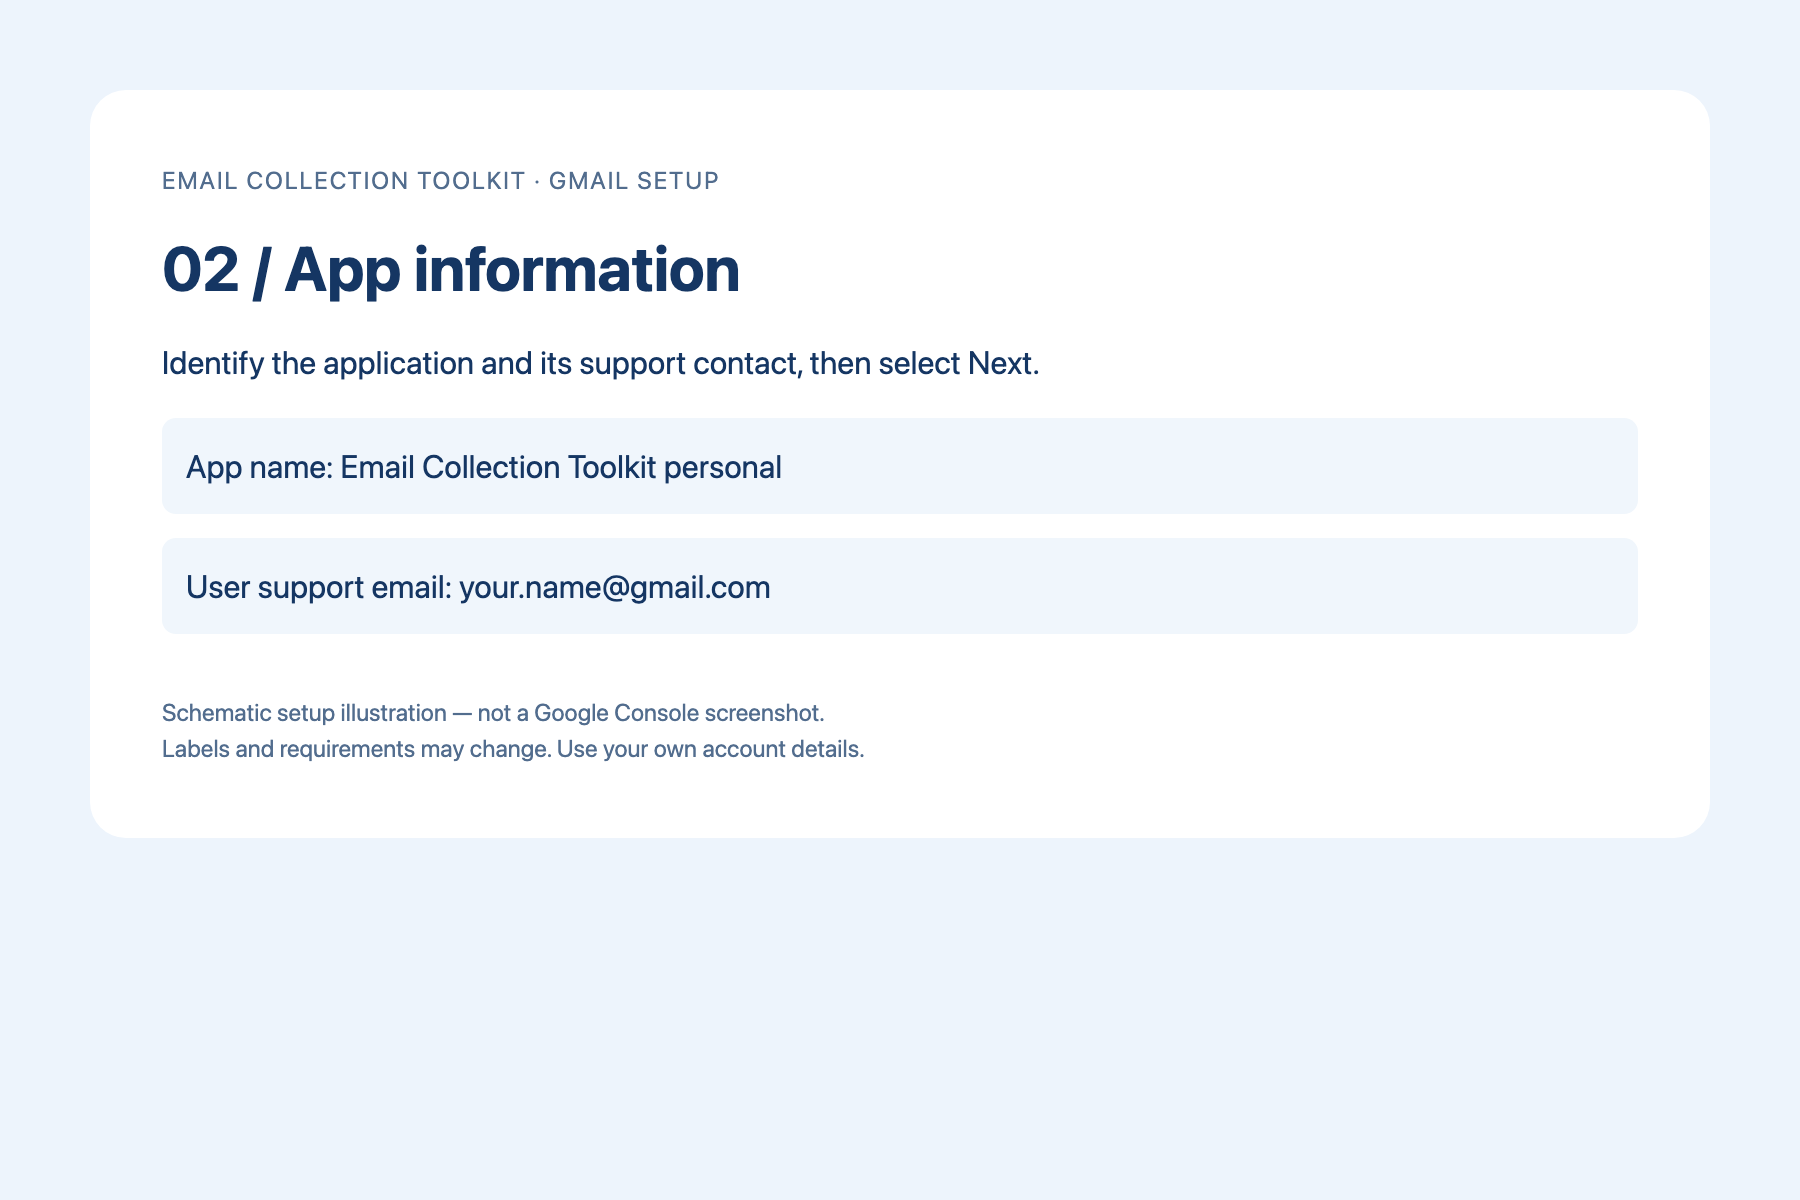 EMAIL COLLECTION TOOLKIT · GMAIL SETUP
02 / App information
Identify the application and its support contact, then select Next.
App name: Email Collection Toolkit personal
User support email: your.name@gmail.com
Schematic setup illustration — not a Google Console screenshot.
Labels and requirements may change. Use your own account details.